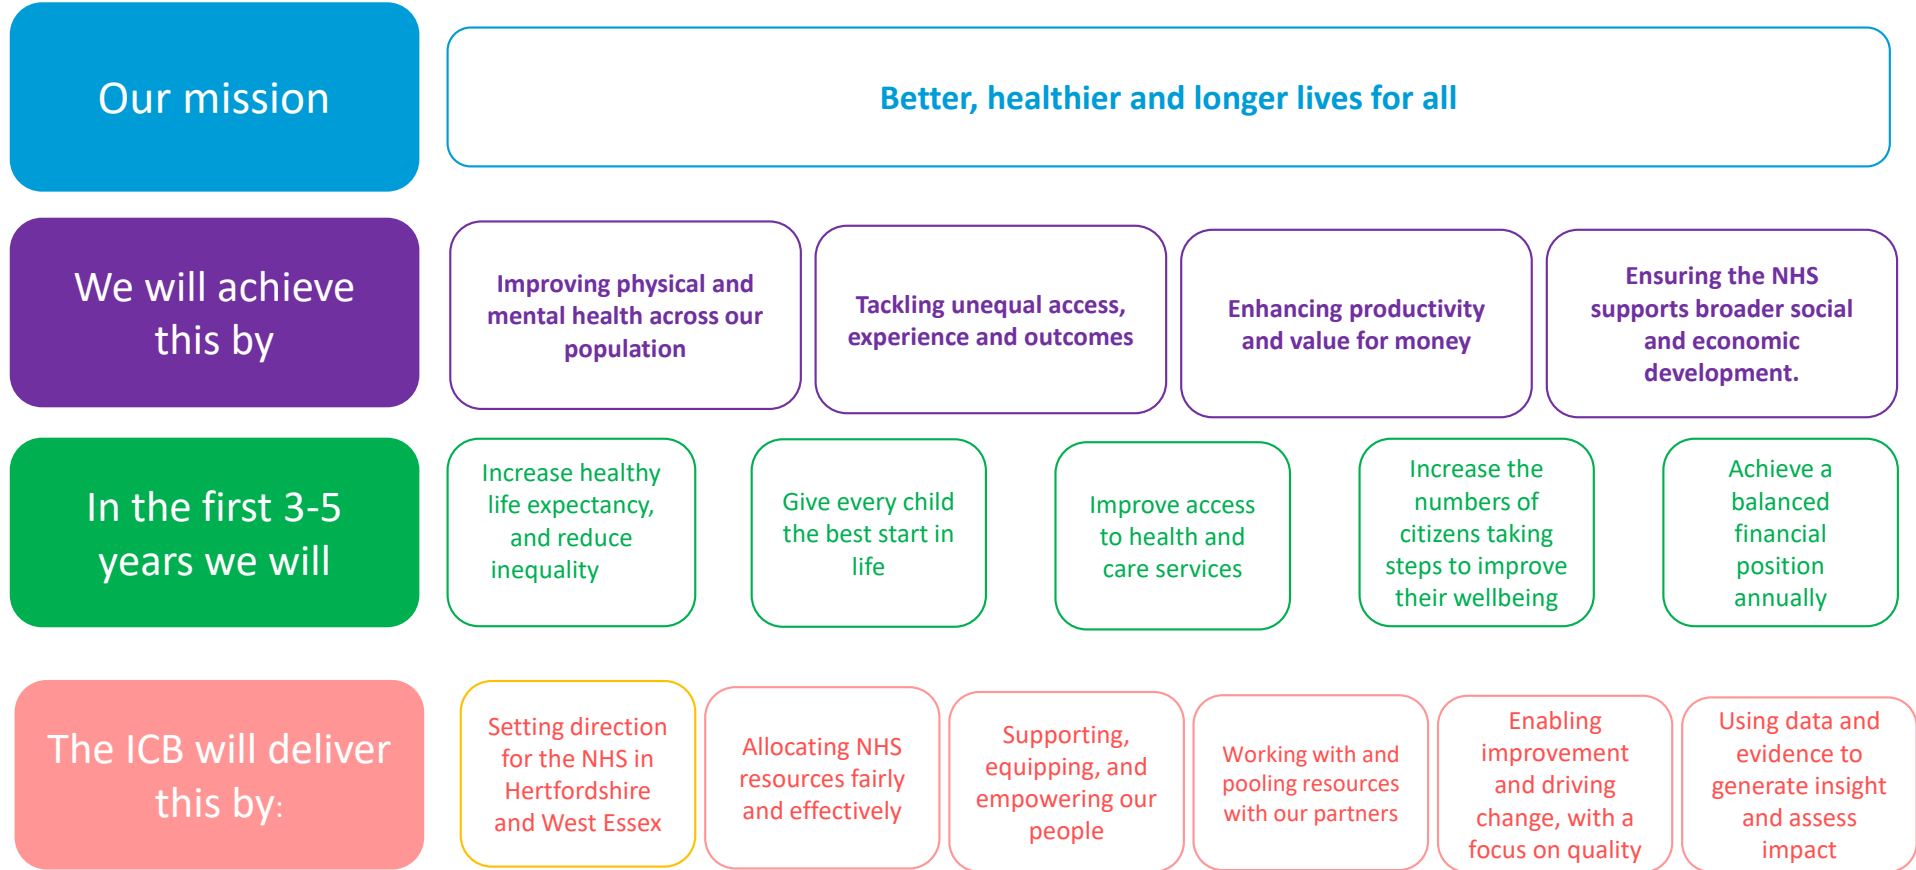 Our mission
Better, healthier and longer lives for all
We will achieve
this by
Improving physical and
mental health across our
population
Tackling unequal access,
experience and outcomes
Enhancing productivity
and value for money
Ensuring the NHS
supports broader social
and economic
development.
In the first 3-5
years we will
Increase healthy
life expectancy,
and reduce
inequality
Give every child
the best start in
life
Improve access
to health and
care services
Increase the
numbers of
citizens taking
steps to improve
their wellbeing
Achieve a
balanced
financial
position
annually
The ICB will deliver
this by:
Setting direction
for the NHS in
Hertfordshire
and West Essex
Allocating NHS
resources fairly
and effectively
Supporting,
equipping, and
empowering our
people
Working with and
pooling resources
with our partners
Enabling
improvement
and driving
change, with a
focus on quality
Using data and
evidence to
generate insight
and assess
impact